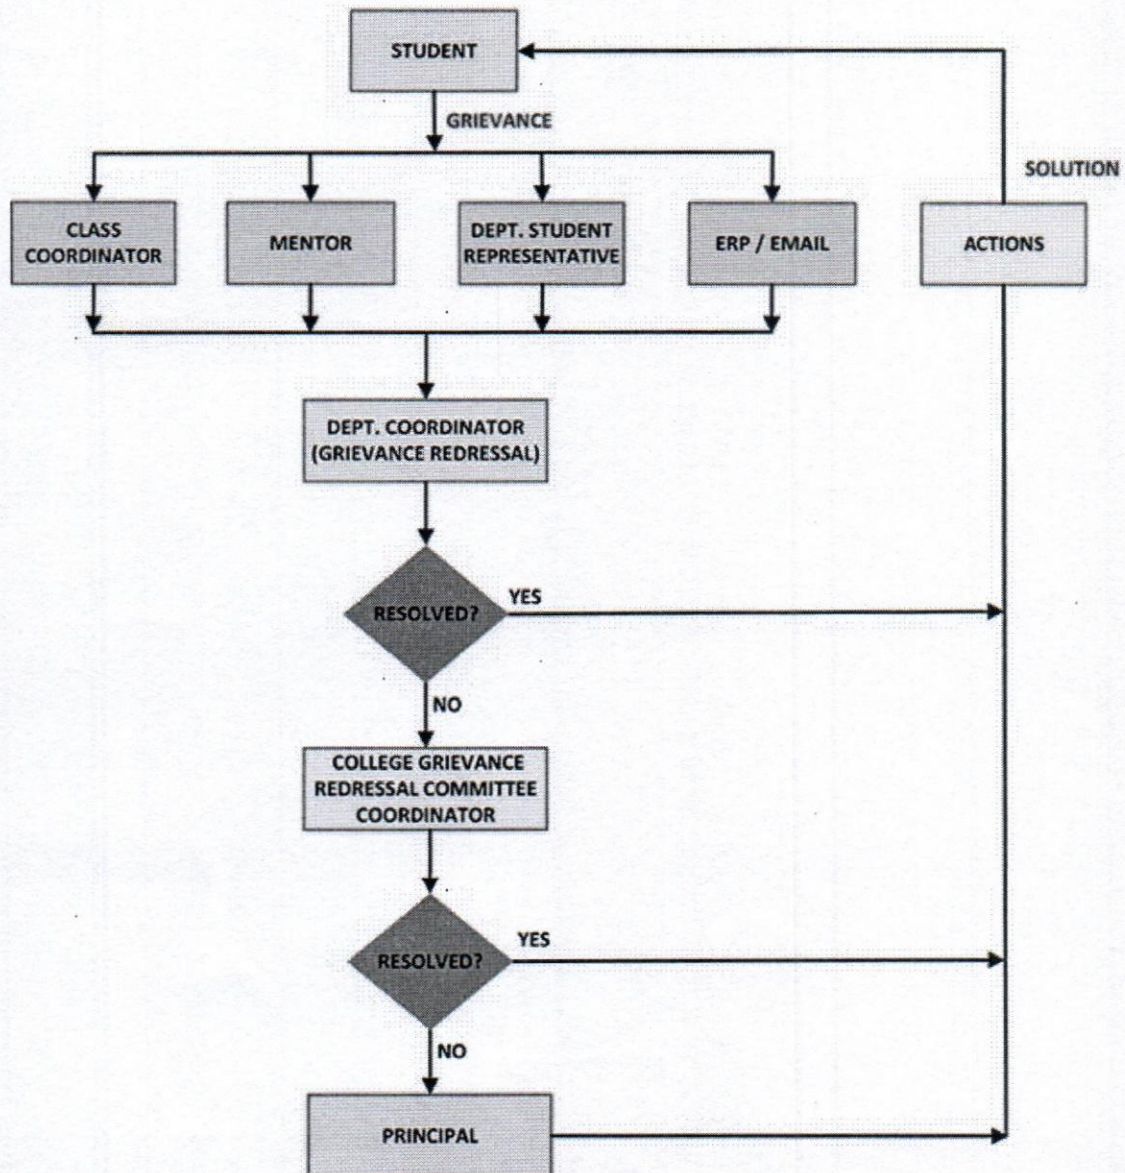 STUDENT
GRIEVANCE
SOLUTION
CLASS
COORDINATOR
MENTOR
DEPT. STUDENT
REPRESENTATIVE
ERP / EMAIL
ACTIONS
DEPT. COORDINATOR
(GRIEVANCE REDRESSAL)
RESOLVED?
YES
NO
COLLEGE GRIEVANCE
REDRESSAL COMMITTEE
COORDINATOR
RESOLVED?
YES
NO
PRINCIPAL